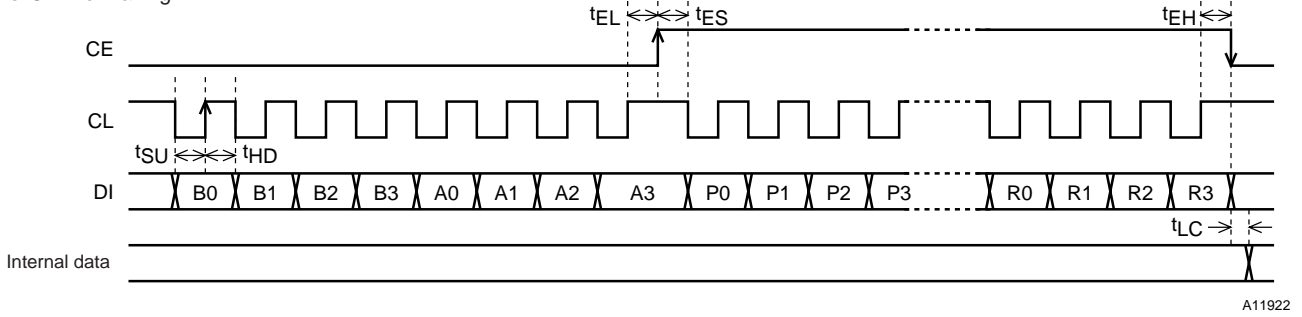 tEL tES tEH
CE
CL
tSU tHD
DI B0 B1 B2 B3 A0 A1 A2 A3 P0 P1 P2 P3 R0 R1 R2 R3
tLC
Internal data
A11922